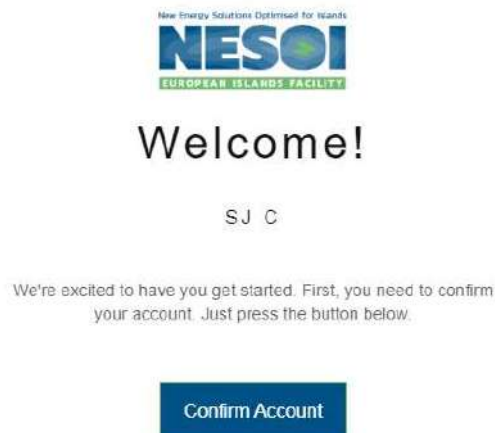 New Energy Solutions Optimised for Islands
NESOI
EUROPEAN ISLANDS FACILITY
Welcome!
SJ C
We're excited to have you get started. First, you need to confirm
your account. Just press the button below.
Confirm Account